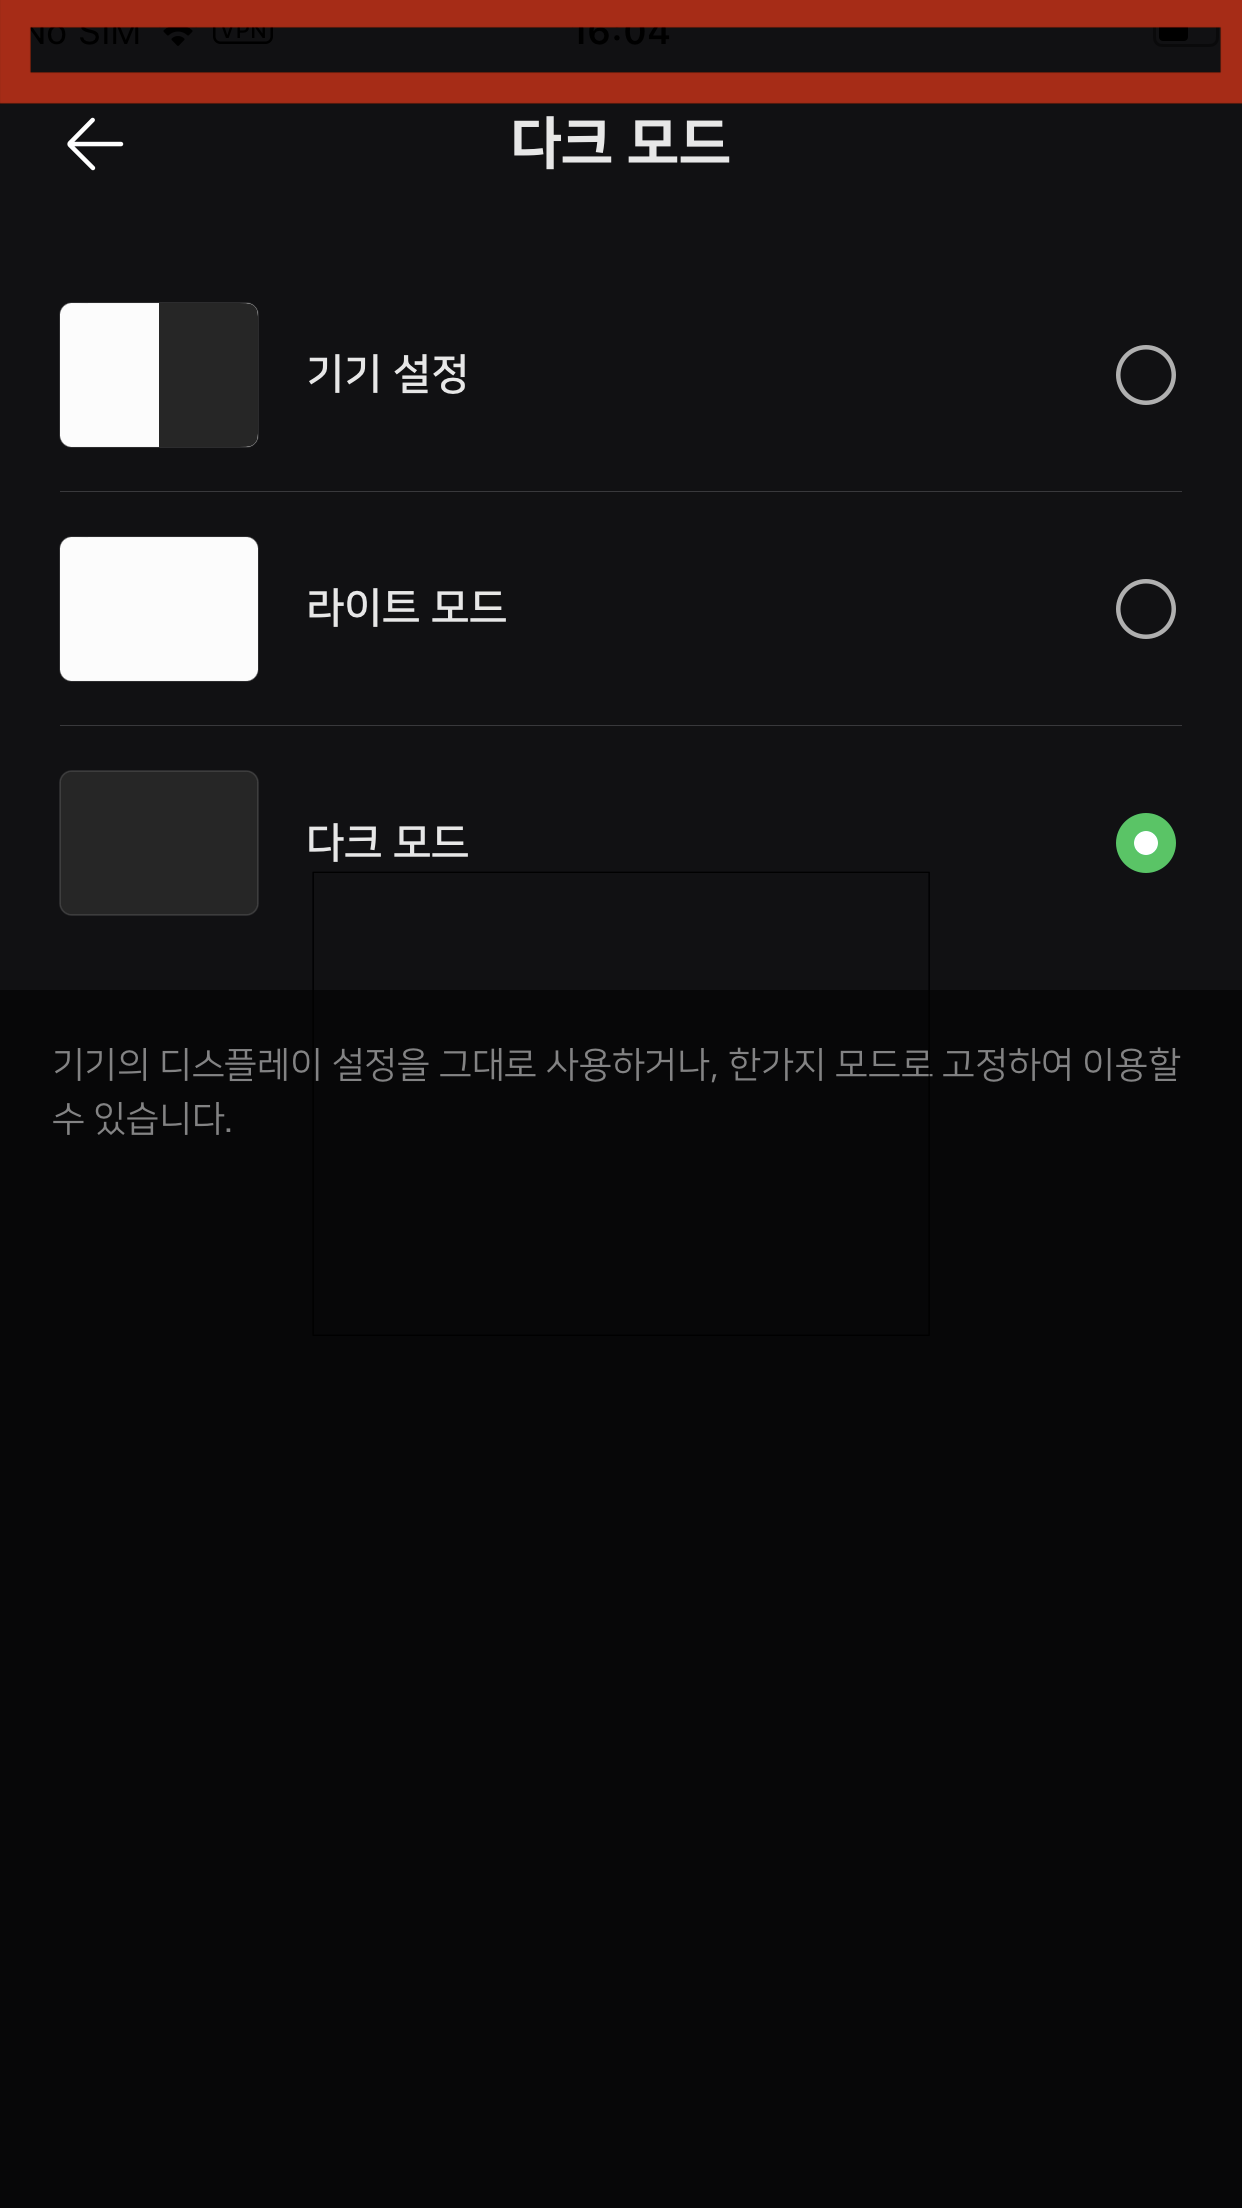 No SIM VPN 16:04
다크 모드
기기 설정
라이트 모드
다크 모드
기기의 디스플레이 설정을 그대로 사용하거나, 한가지 모드로 고정하여 이용할
수 있습니다.